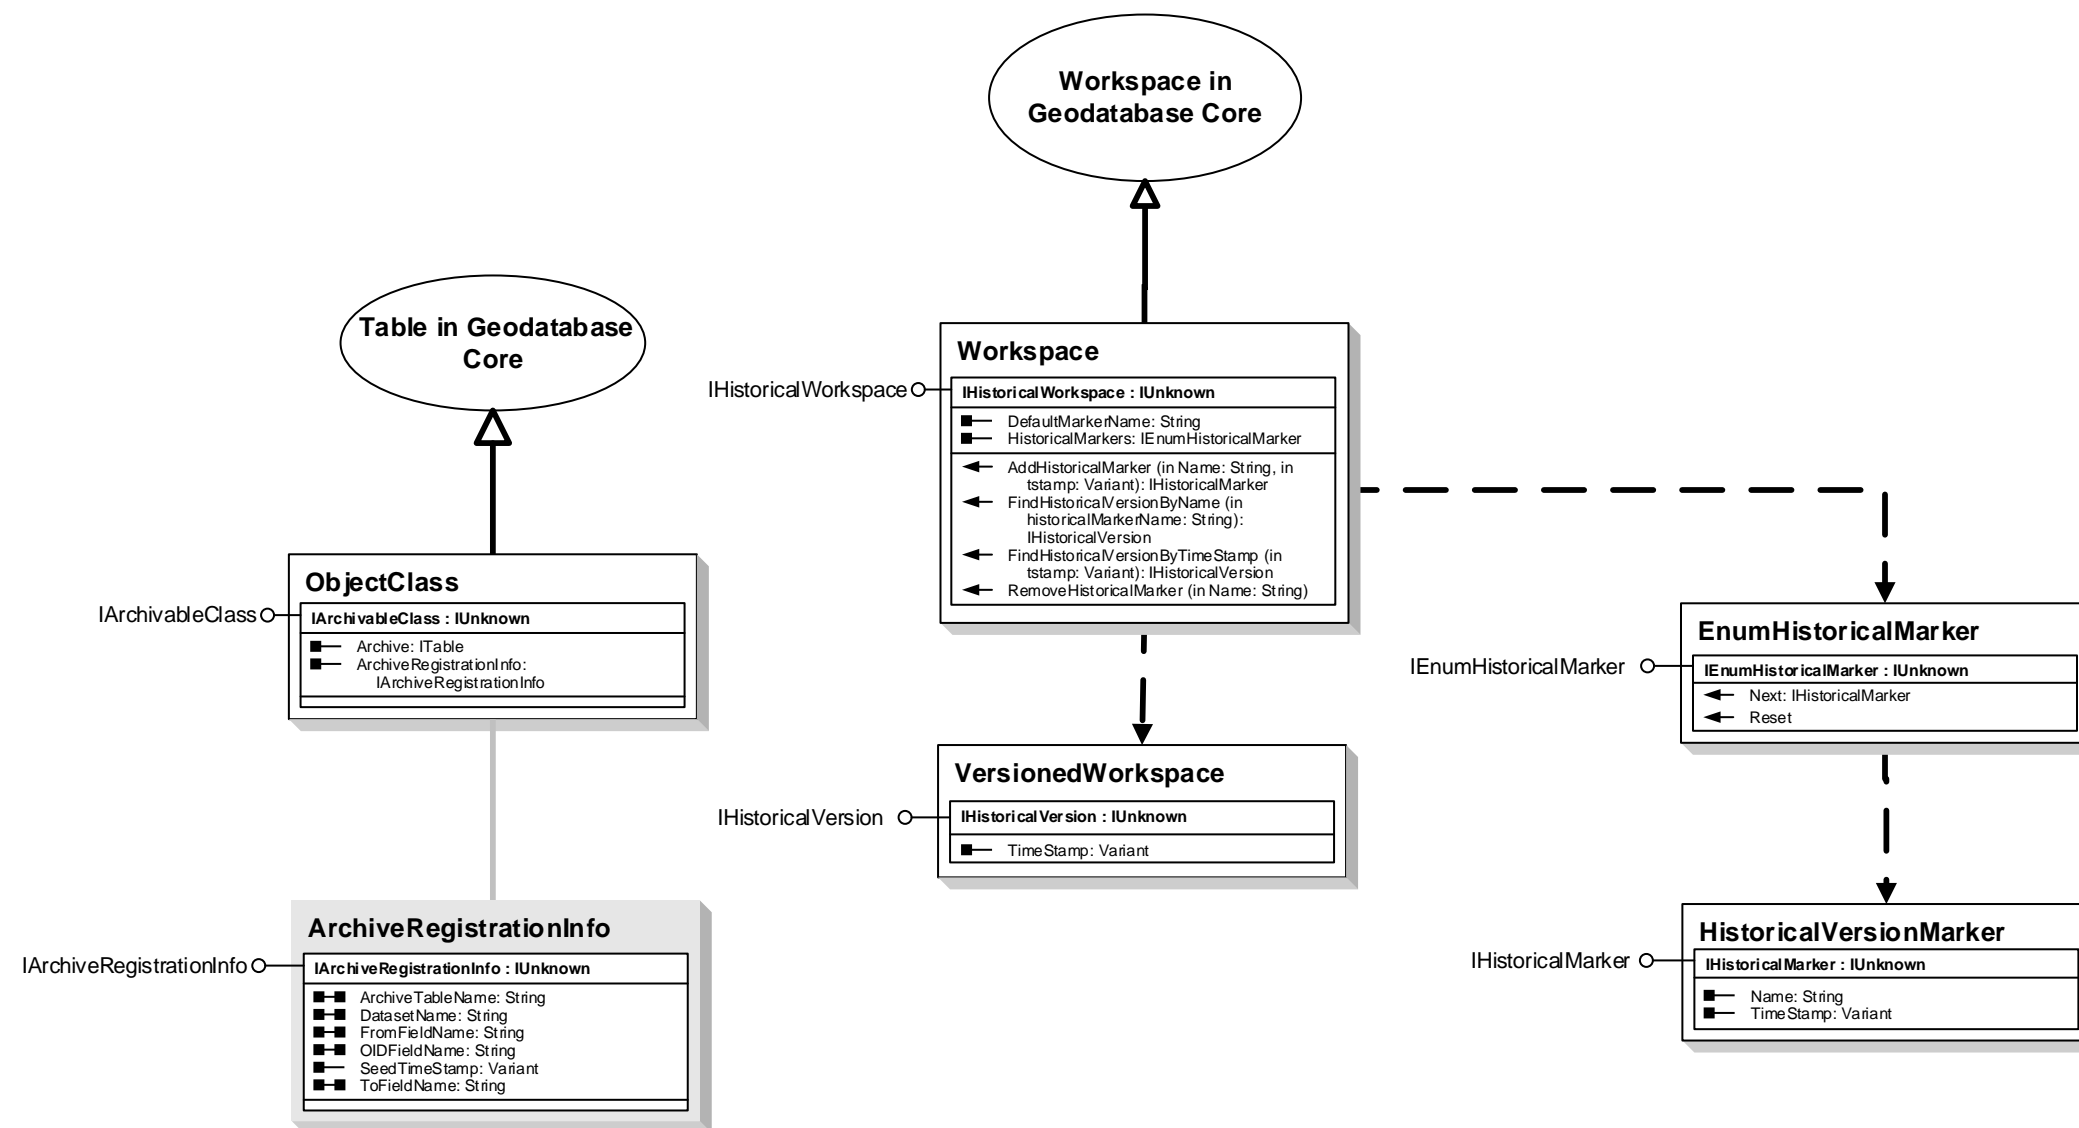 Workspace in
Geodatabase Core
Table in Geodatabase
Core
Workspace
IHistoricalWorkspace
IHistoricalWorkspace : IUnknown
DefaultMarkerName: String
HistoricalMarkers: IEnumHistoricalMarker
AddHistoricalMarker (in Name: String, in
tstamp: Variant): IHistoricalMarker
FindHistoricalVersionByName (in
historicalMarkerName: String):
IHistoricalVersion
FindHistoricalVersionByTimeStamp (in
tstamp: Variant): IHistoricalVersion
RemoveHistoricalMarker (in Name: String)
ObjectClass
IArchivableClass
IArchivableClass : IUnknown
Archive: ITable
ArchiveRegistrationInfo:
IArchiveRegistrationInfo
EnumHistoricalMarker
IEnumHistoricalMarker
IEnumHistoricalMarker : IUnknown
Next: IHistoricalMarker
Reset
VersionedWorkspace
IHistoricalVersion
IHistoricalVersion : IUnknown
TimeStamp: Variant
ArchiveRegistrationInfo
IArchiveRegistrationInfo
IArchiveRegistrationInfo : IUnknown
ArchiveTableName: String
DatasetName: String
FromFieldName: String
OIDFieldName: String
SeedTimeStamp: Variant
ToFieldName: String
HistoricalVersionMarker
IHistoricalMarker
IHistoricalMarker : IUnknown
Name: String
TimeStamp: Variant